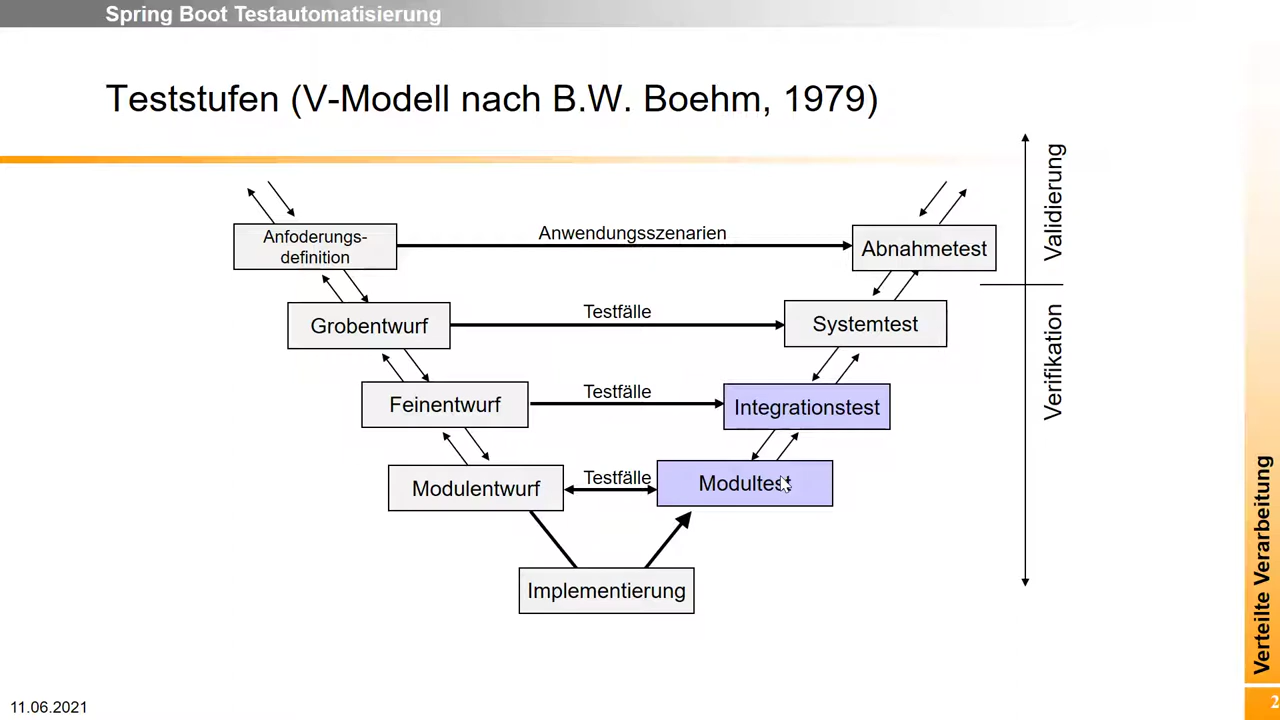 Spring Boot Testautomatisierung
Teststufen (V-Modell nach B.W. Boehm, 1979)
Validierung
Anfoderungs-
definition
Anwendungsszenarien
Abnahmetest
Grobentwurf
Testfälle
Systemtest
Verifikation
Feinentwurf
Testfälle
Integrationstest
Modulentwurf
Testfälle
Modultest
Implementierung
Verteilte Verarbeitung
11.06.2021
2